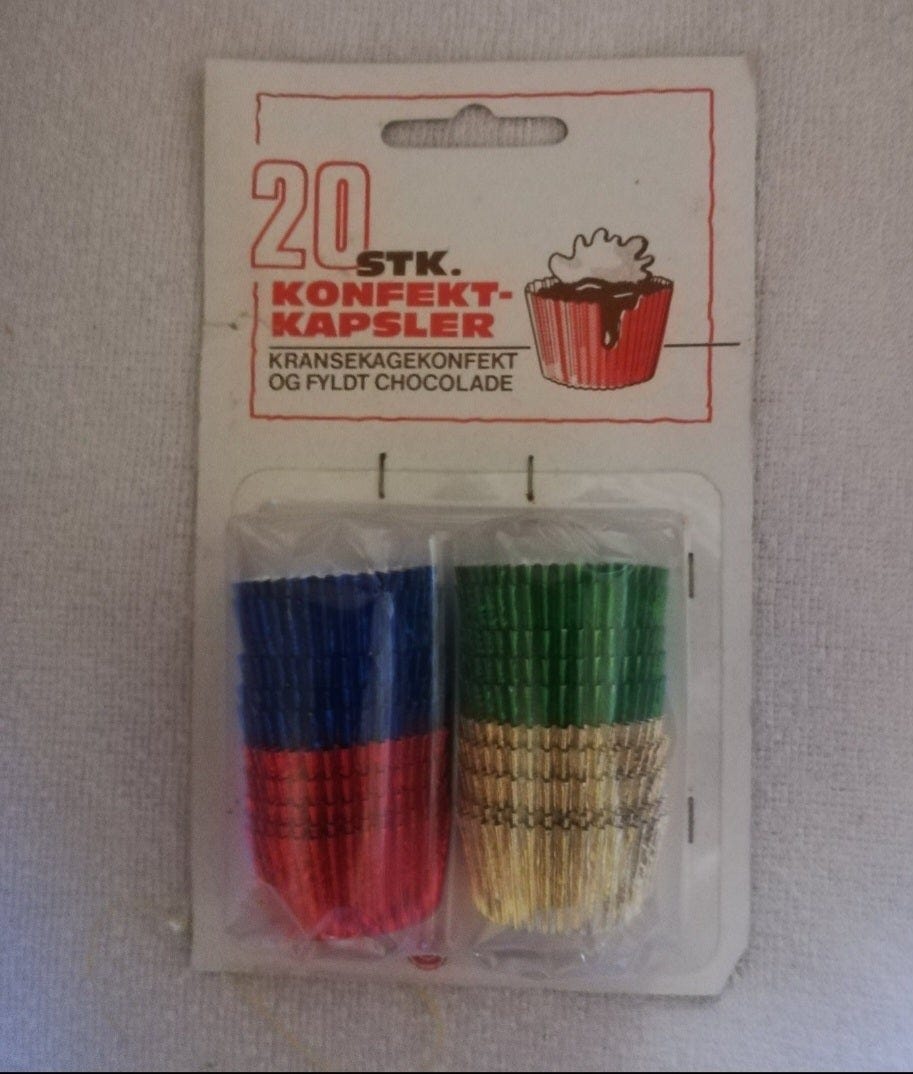 20
STK.
KONFEKT-
KAPSLER
KRANSEKAGEKONFEKT
OG FYLDT CHOCOLADE